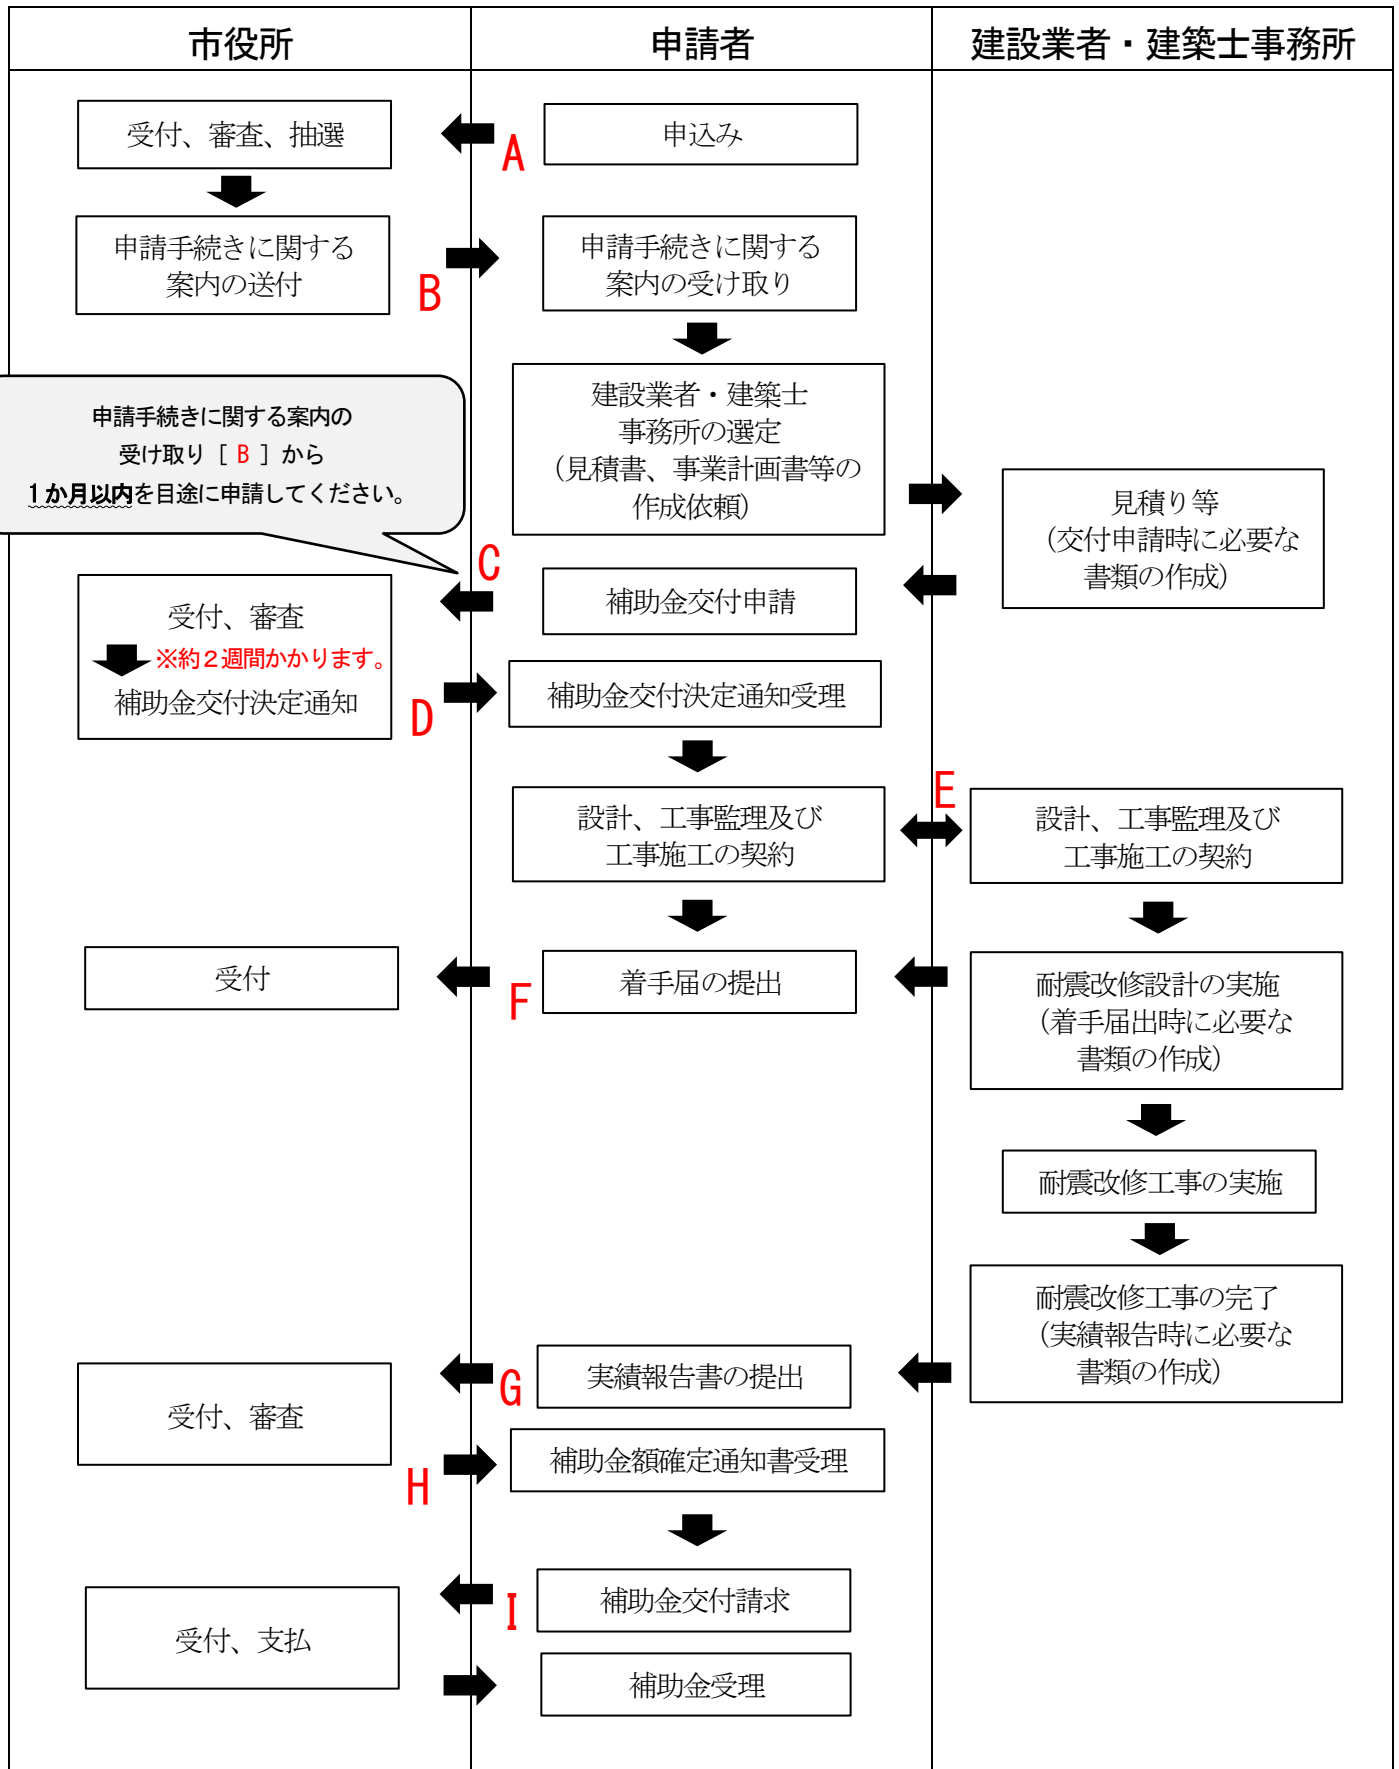 市役所
申請者
建設業者・建築士事務所
受付、審査、抽選
A
申込み
申請手続きに関する
案内の送付
B
申請手続きに関する
案内の受け取り
建設業者・建築士
事務所の選定
（見積書、事業計画書等の
作成依頼）
申請手続きに関する案内の
受け取り［ B ］から
１か月以内を目途に申請してください。
見積り等
（交付申請時に必要な
書類の作成）
C
補助金交付申請
受付、審査
※約２週間かかります。
補助金交付決定通知
D
補助金交付決定通知受理
設計、工事監理及び
工事施工の契約
E
設計、工事監理及び
工事施工の契約
受付
F
着手届の提出
耐震改修設計の実施
（着手届出時に必要な
書類の作成）
耐震改修工事の実施
耐震改修工事の完了
（実績報告時に必要な
書類の作成）
G
実績報告書の提出
受付、審査
H
補助金額確定通知書受理
I
補助金交付請求
受付、支払
補助金受理